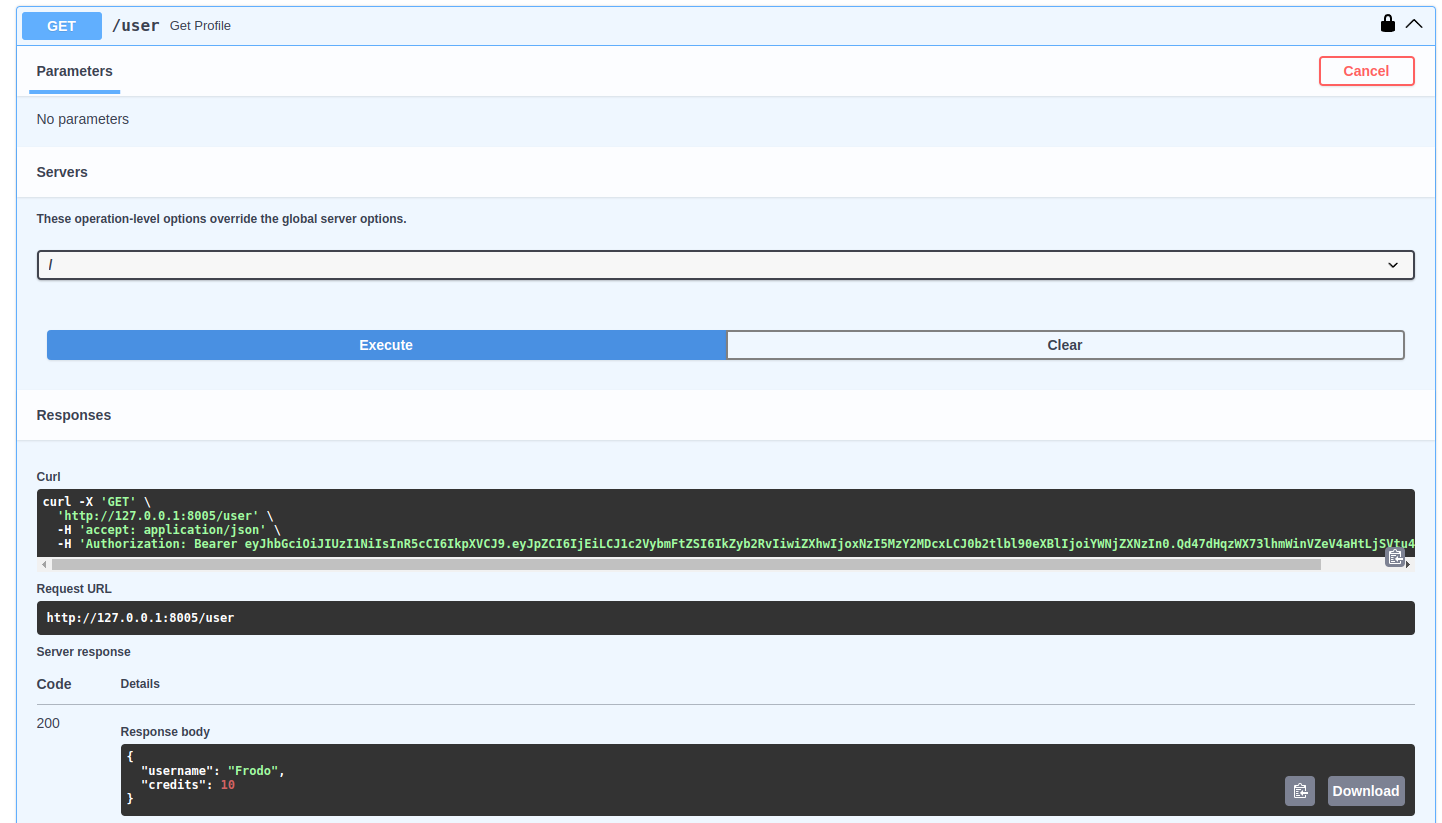 GET /user Get Profile
Parameters
Cancel
No parameters
Servers
These operation-level options override the global server options.
/
Execute
Clear
Responses
Curl
curl -X 'GET' \
'http://127.0.0.1:8005/user' \
-H 'accept: application/json' \
-H 'Authorization: Bearer eyJhbGciOiJIUzI1NiIsInR5cCI6IkpXVCJ9.eyJpZCI6IjEiLCJ1c2VybmFtZSI6IkZyb2RvIiwiZXhwIjoxNzI5MzY2MDcxLCJ0b2tlbl90eXBlIjoiYWNjZXNzIn0.Qd47dHqzWX73lhmWinVZeV4aHtLjSVtu4
Request URL
http://127.0.0.1:8005/user
Server response
Code Details
200
Response body
{
"username": "Frodo",
"credits": 10
}
Download